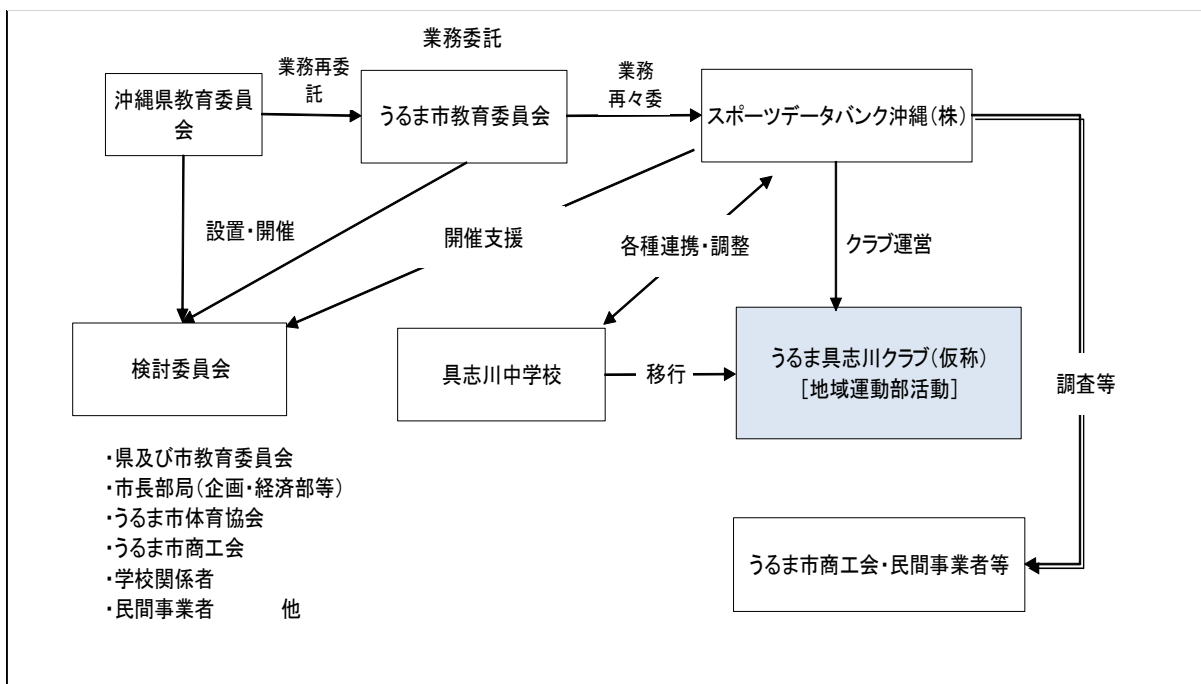 業務委託
業務再委
託
業務
再々委
沖縄県教育委員
会
うるま市教育委員会
スポーツデータバンク沖縄(株)
設置・開催
開催支援
各種連携・調整
クラブ運営
検討委員会
具志川中学校
移行
うるま具志川クラブ(仮称)
[地域運動部活動]
調査等
・県及び市教育委員会
・市長部局(企画・経済部等)
・うるま市体育協会
・うるま市商工会
・学校関係者
・民間事業者 他
うるま市商工会・民間事業者等